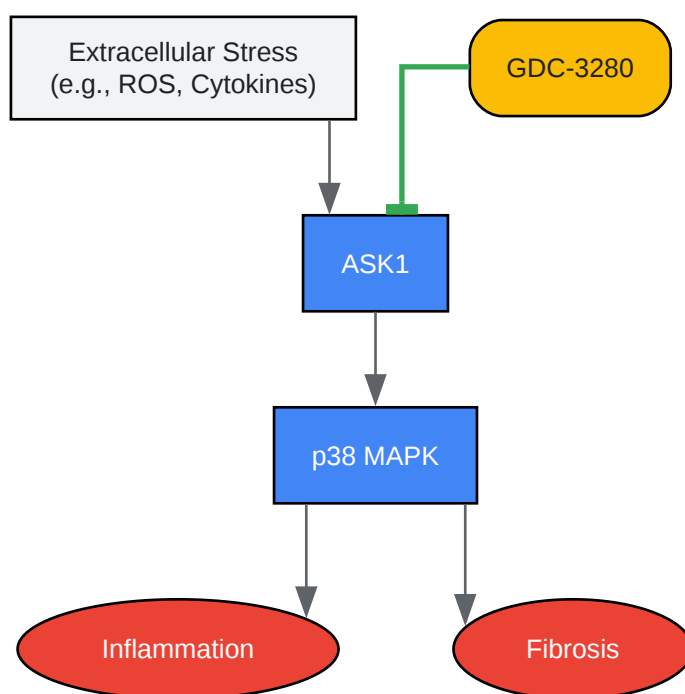 Extracellular Stress
(e.g., ROS, Cytokines)
GDC-3280
ASK1
p38 MAPK
Inflammation
Fibrosis